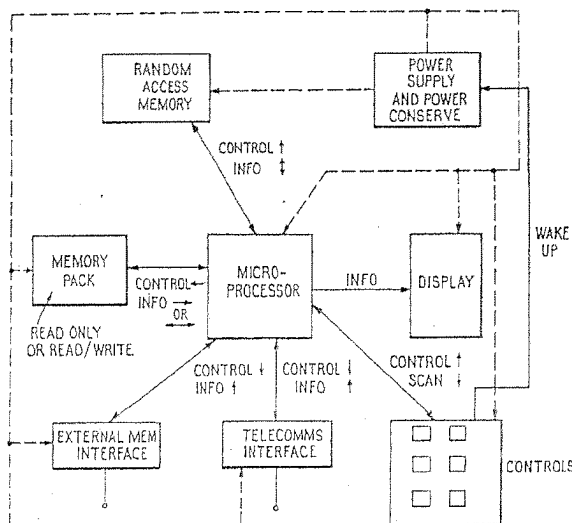 RANDOM
ACCESS
MEMORY
POWER
SUPPLY
AND POWER
CONSERVE
CONTROL ↑
INFO ↕
WAKE
UP
MEMORY
PACK
CONTROL ←
INFO →
OR
↔
MICRO-
PROCESSOR
INFO
DISPLAY
READ ONLY
OR READ/WRITE.
CONTROL ↓
INFO ↑
CONTROL ↓
INFO ↑
CONTROL ↑
SCAN ↓
EXTERNAL MEM
INTERFACE
TELECOMMS
INTERFACE
CONTROLS